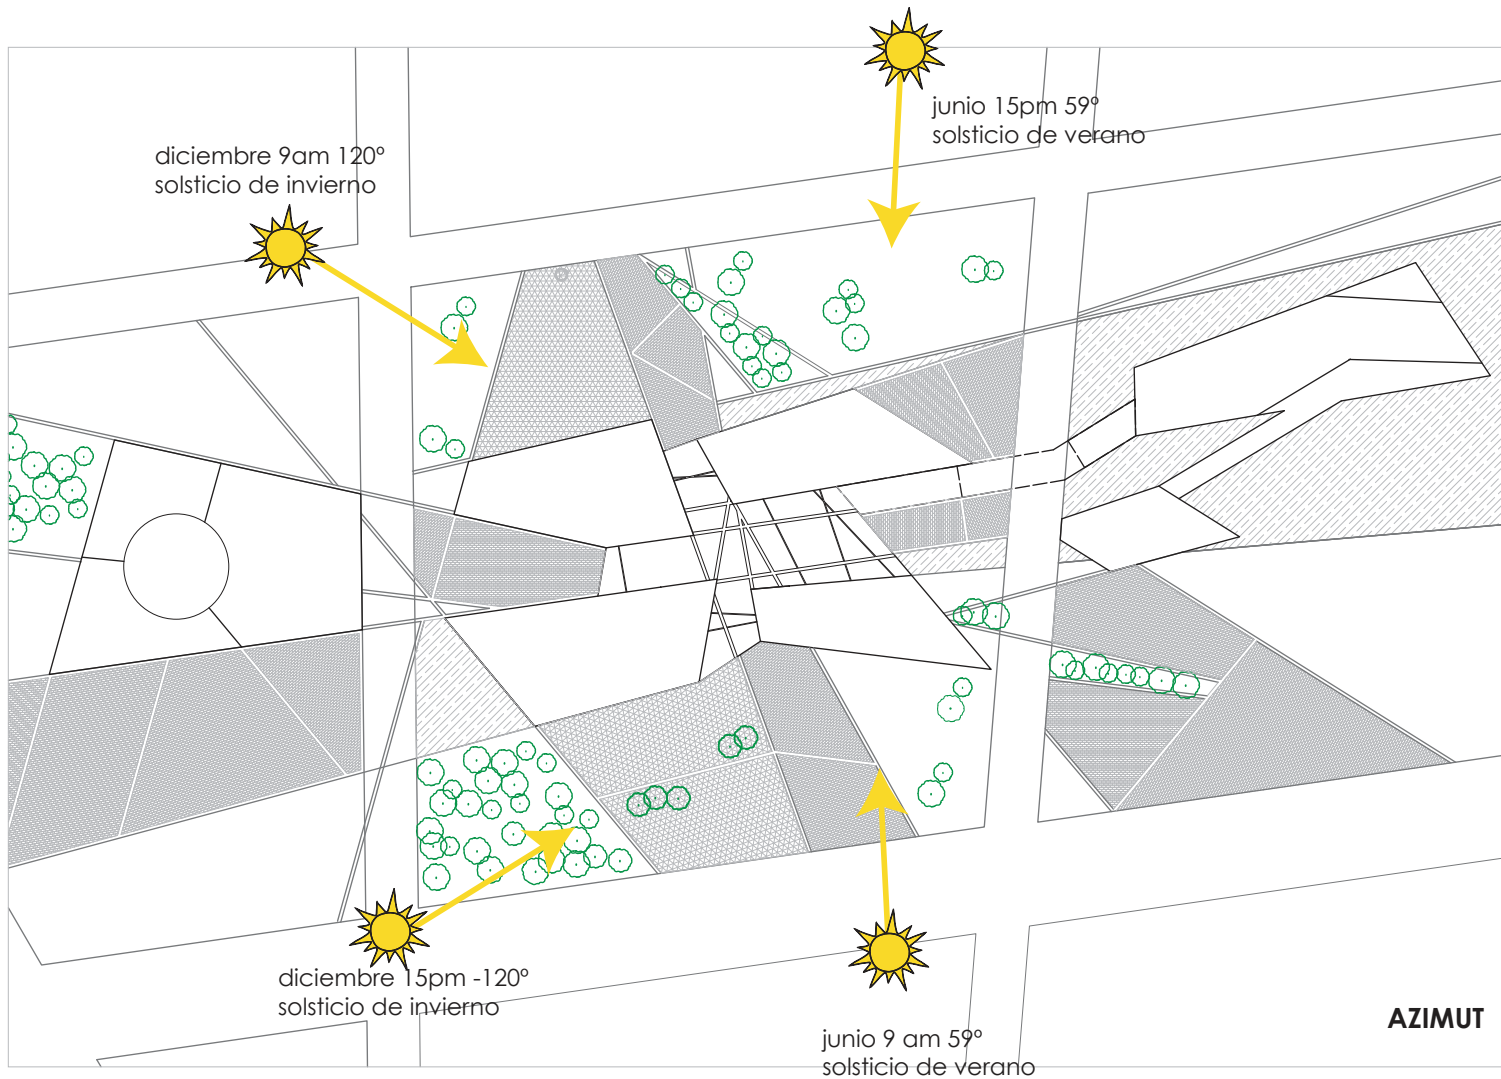 junio 15pm 59º
solsticio de verano
diciembre 9am 120º
solsticio de invierno
diciembre 15pm -120º
solsticio de invierno
AZIMUT
junio 9 am 59º
solsticio de verano